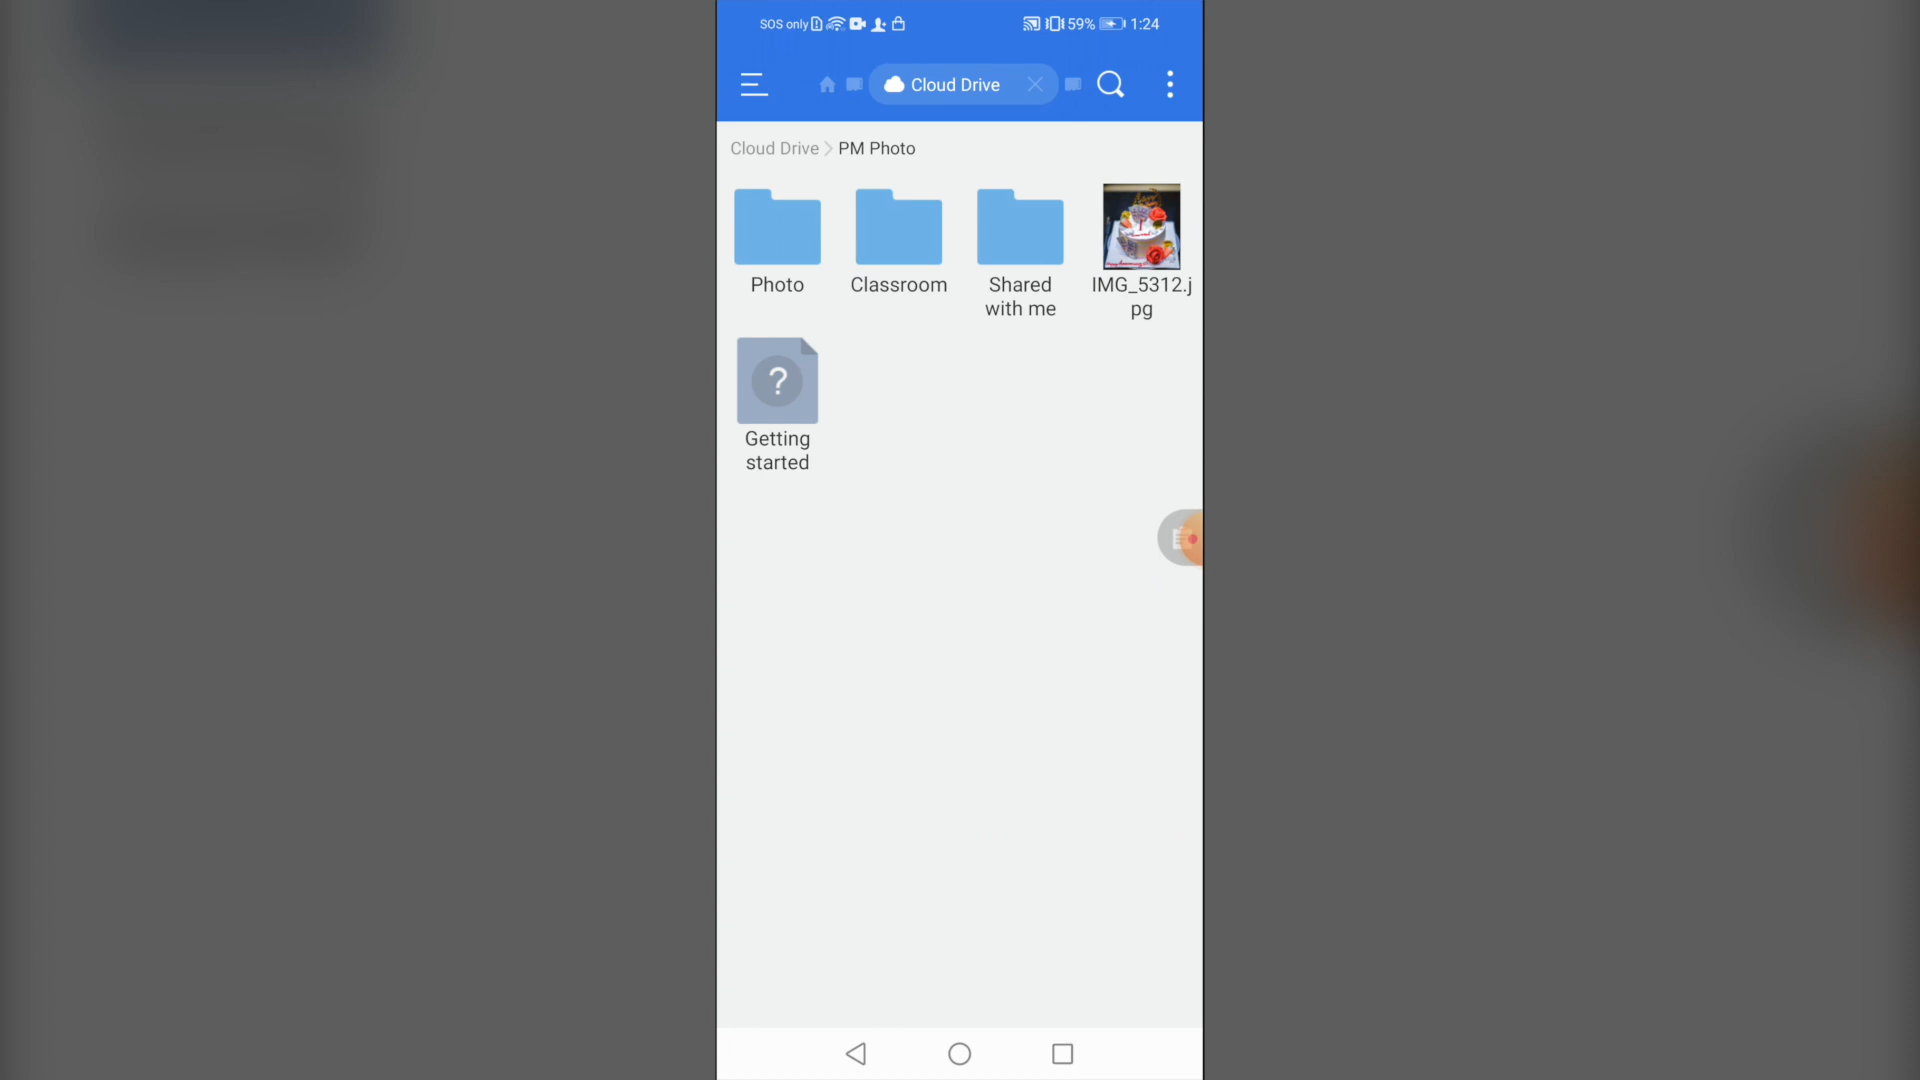 SOS only 59% 1:24
Cloud Drive
Cloud Drive > PM Photo
Photo Classroom Shared with me IMG_5312.jpg
?
Getting
started